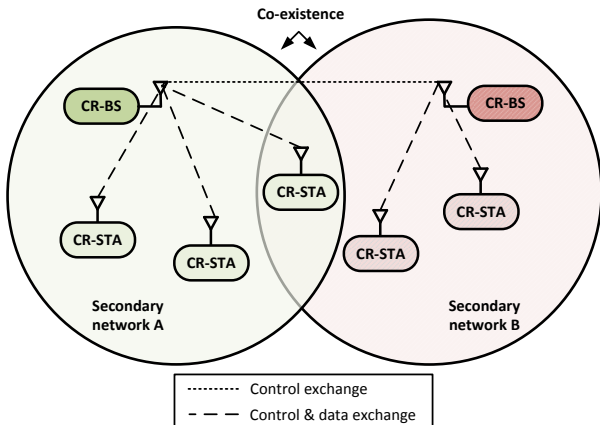 Co-existence
CR-BS
CR-BS
CR-STA
CR-STA
CR-STA
CR-STA
CR-STA
Secondary
network A
Secondary
network B
Control exchange
Control & data exchange